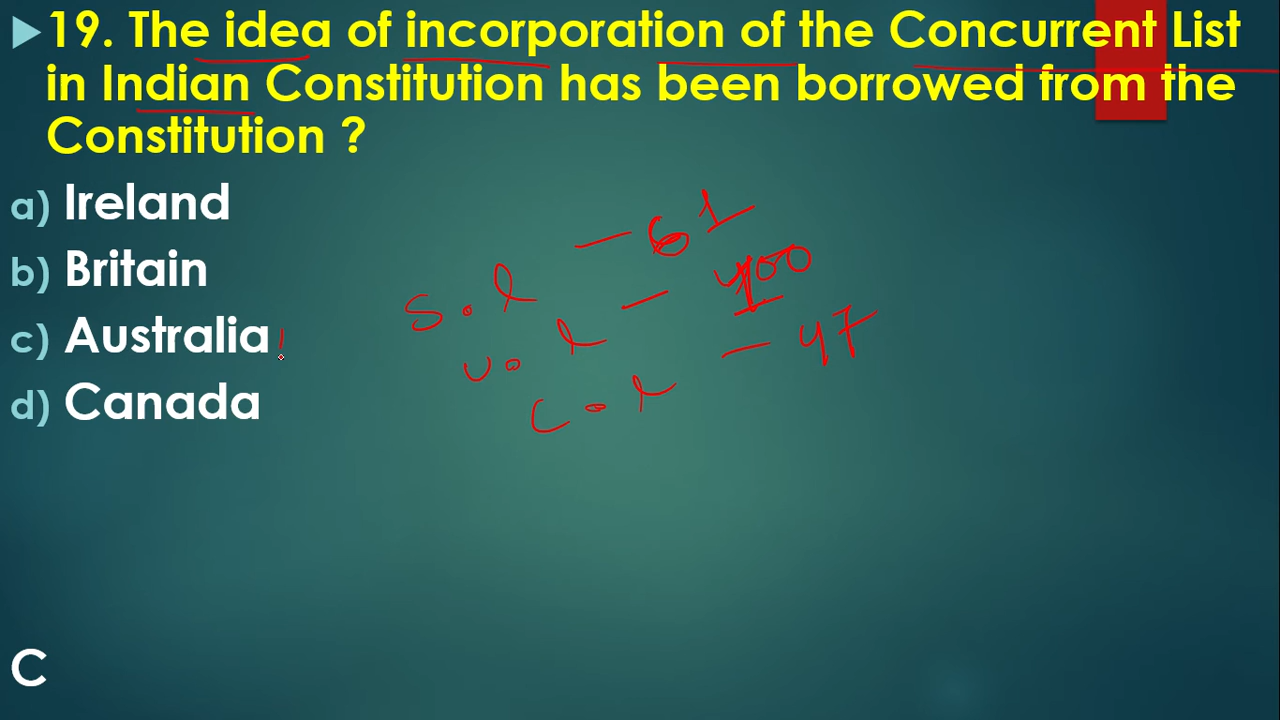 19. The idea of incorporation of the Concurrent List
in Indian Constitution has been borrowed from the
Constitution ?
a) Ireland
b) Britain
c) Australia
d) Canada
S.L - 61
U.L - 100
C.L - 47
C